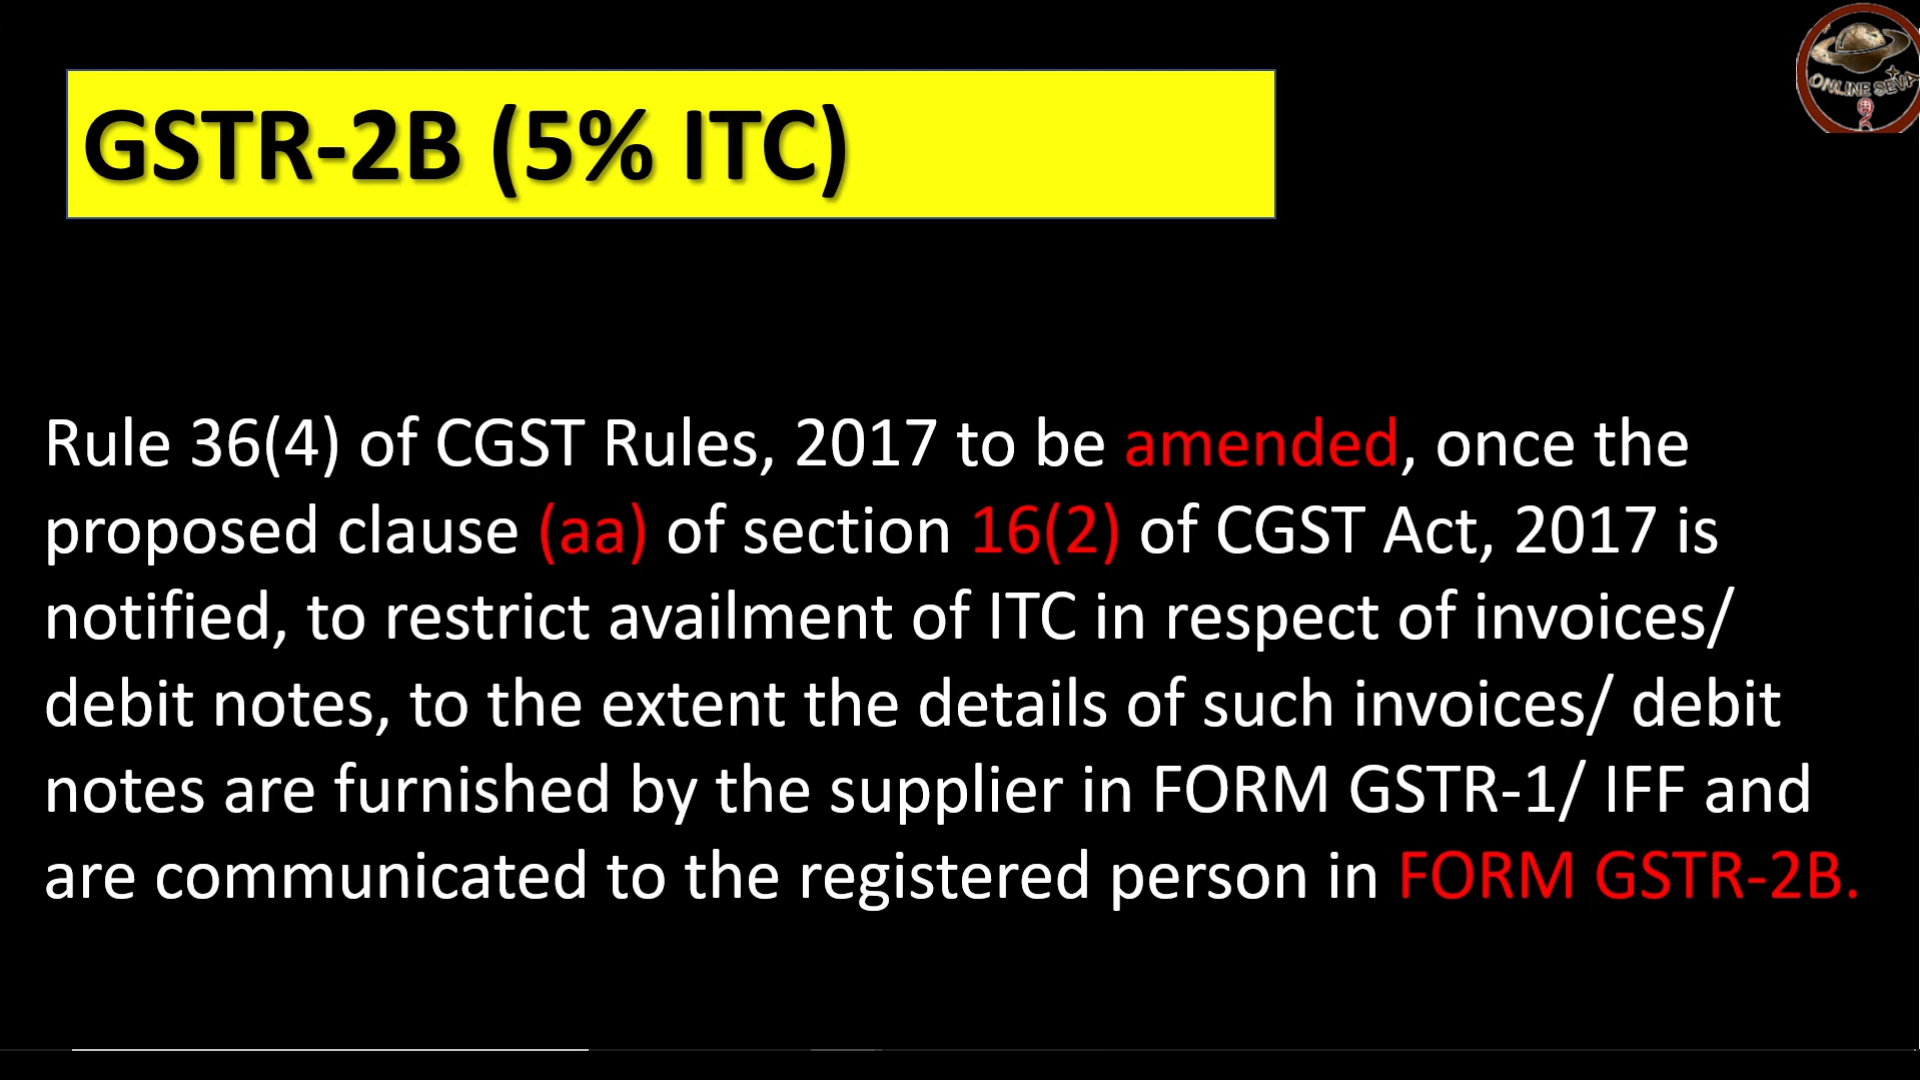 ONLINE SEVA
GSTR-2B (5% ITC)
Rule 36(4) of CGST Rules, 2017 to be amended, once the
proposed clause (aa) of section 16(2) of CGST Act, 2017 is
notified, to restrict availment of ITC in respect of invoices/
debit notes, to the extent the details of such invoices/ debit
notes are furnished by the supplier in FORM GSTR-1/ IFF and
are communicated to the registered person in FORM GSTR-2B.